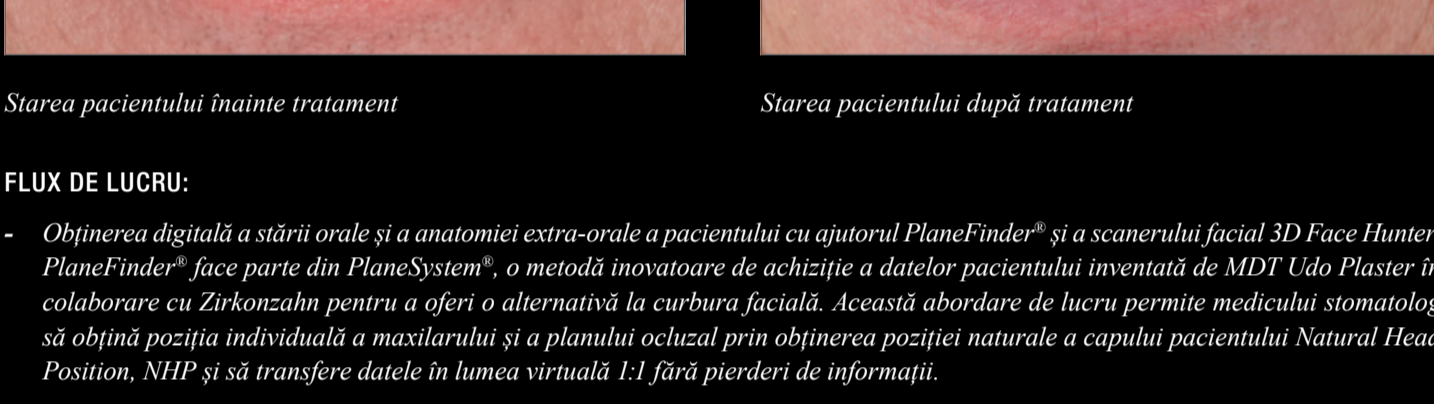 Starea pacientului înainte tratament
Starea pacientului după tratament
FLUX DE LUCRU:
- Obținerea digitală a stării orale și a anatomiei extra-orale a pacientului cu ajutorul PlaneFinder® și a scanerului facial 3D Face Hunter
PlaneFinder® face parte din PlaneSystem®, o metodă inovatoare de achiziție a datelor pacientului inventată de MDT Udo Plaster în
colaborare cu Zirkonzahn pentru a oferi o alternativă la curbura facială. Această abordare de lucru permite medicului stomatolog
să obțină poziția individuală a maxilarului și a planului ocluzal prin obținerea poziției naturale a capului pacientului Natural Head
Position, NHP și să transfere datele în lumea virtuală 1:1 fără pierderi de informații.